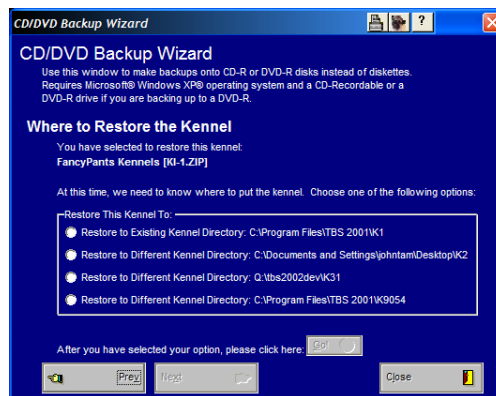 CD/DVD Backup Wizard
?
CD/DVD Backup Wizard
Use this window to make backups onto CD-R or DVD-R disks instead of diskettes.
Requires Microsoft® Windows XP® operating system and a CD-Recordable or a
DVD-R drive if you are backing up to a DVD-R.
Where to Restore the Kennel
You have selected to restore this kennel:
FancyPants Kennels [KI-1.ZIP]
At this time, we need to know where to put the kennel. Choose one of the following options:
Restore This Kennel To:
Restore to Existing Kennel Directory: C:\Program Files\TBS 2001\K1
Restore to Different Kennel Directory: C:\Documents and Settings\johntam\Desktop\K2
Restore to Different Kennel Directory: Q:\tbs2002dev\K31
Restore to Different Kennel Directory: C:\Program Files\TBS 2001\K9054
After you have selected your option, please click here: Go!
Prev Next Close